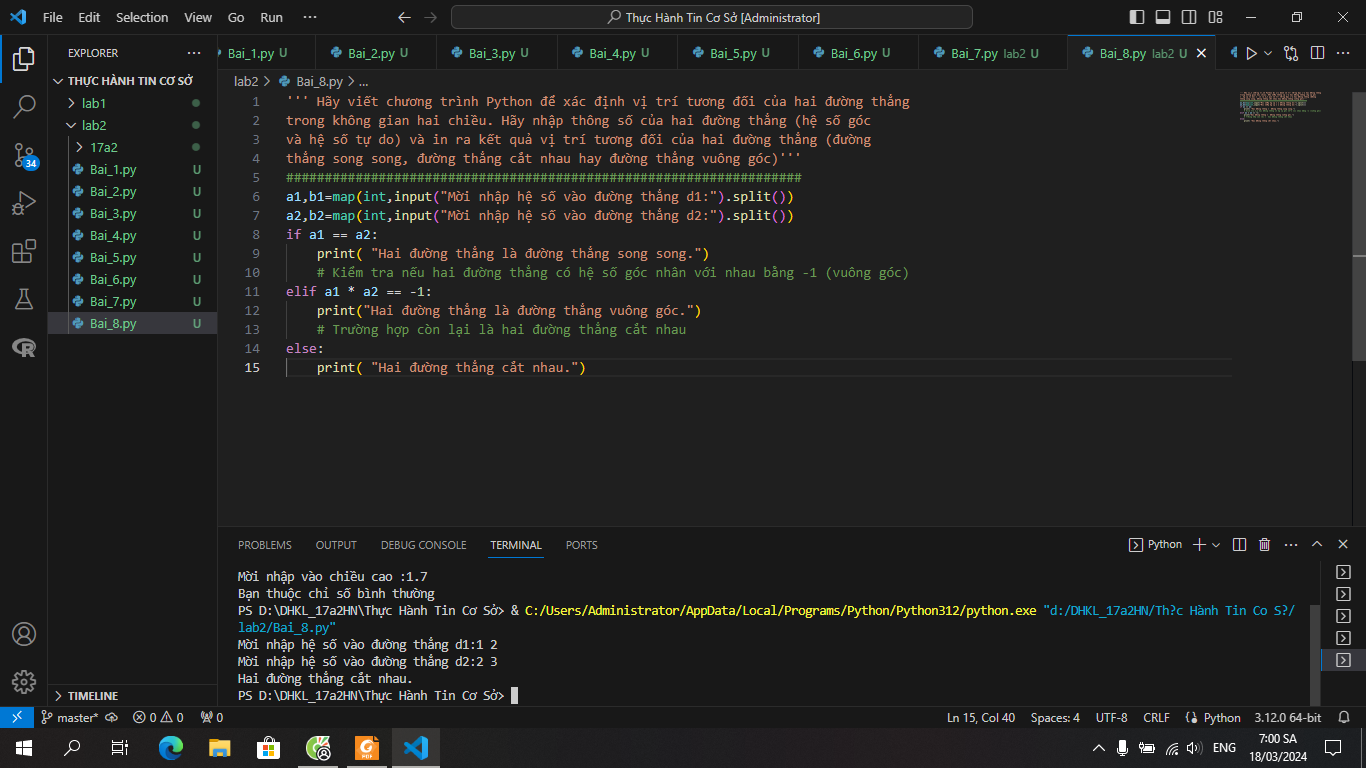 File Edit Selection View Go Run ...
Thực Hành Tin Cơ Sở [Administrator]
EXPLORER
THỰC HÀNH TIN CƠ SỞ
lab1
lab2
17a2
Bai_1.py U
Bai_2.py U
Bai_3.py U
Bai_4.py U
Bai_5.py U
Bai_6.py U
Bai_7.py U
Bai_8.py U
TIMELINE
34
Bai_1.py U Bai_2.py U Bai_3.py U Bai_4.py U Bai_5.py U Bai_6.py U Bai_7.py lab2 U Bai_8.py lab2 U
lab2 > Bai_8.py > ...
1 ''' Hãy viết chương trình Python để xác định vị trí tương đối của hai đường thẳng
2 trong không gian hai chiều. Hãy nhập thông số của hai đường thẳng (hệ số góc
3 và hệ số tự do) và in ra kết quả vị trí tương đối của hai đường thẳng (đường
4 thẳng song song, đường thẳng cắt nhau hay đường thẳng vuông góc)'''
5 ###################################################################
6 a1,b1=map(int,input("Mời nhập hệ số vào đường thẳng d1:").split())
7 a2,b2=map(int,input("Mời nhập hệ số vào đường thẳng d2:").split())
8 if a1 == a2:
9 print( "Hai đường thẳng là đường thẳng song song.")
10 # Kiểm tra nếu hai đường thẳng có hệ số góc nhân với nhau bằng -1 (vuông góc)
11 elif a1 * a2 == -1:
12 print("Hai đường thẳng là đường thẳng vuông góc.")
13 # Trường hợp còn lại là hai đường thẳng cắt nhau
14 else:
15 print( "Hai đường thẳng cắt nhau.")
PROBLEMS OUTPUT DEBUG CONSOLE TERMINAL PORTS
Python
Mời nhập vào chiều cao :1.7
Bạn thuộc chỉ số bình thường
PS D:\DHKL_17a2HN\Thực Hành Tin Cơ Sở> & C:/Users/Administrator/AppData/Local/Programs/Python/Python312/python.exe "d:/DHKL_17a2HN/Th?c Hành Tin Co S?/
lab2/Bai_8.py"
Mời nhập hệ số vào đường thẳng d1:1 2
Mời nhập hệ số vào đường thẳng d2:2 3
Hai đường thẳng cắt nhau.
PS D:\DHKL_17a2HN\Thực Hành Tin Cơ Sở>
master* 0 0 0 Ln 15, Col 40 Spaces: 4 UTF-8 CRLF Python 3.12.0 64-bit
ENG
7:00 SA
18/03/2024